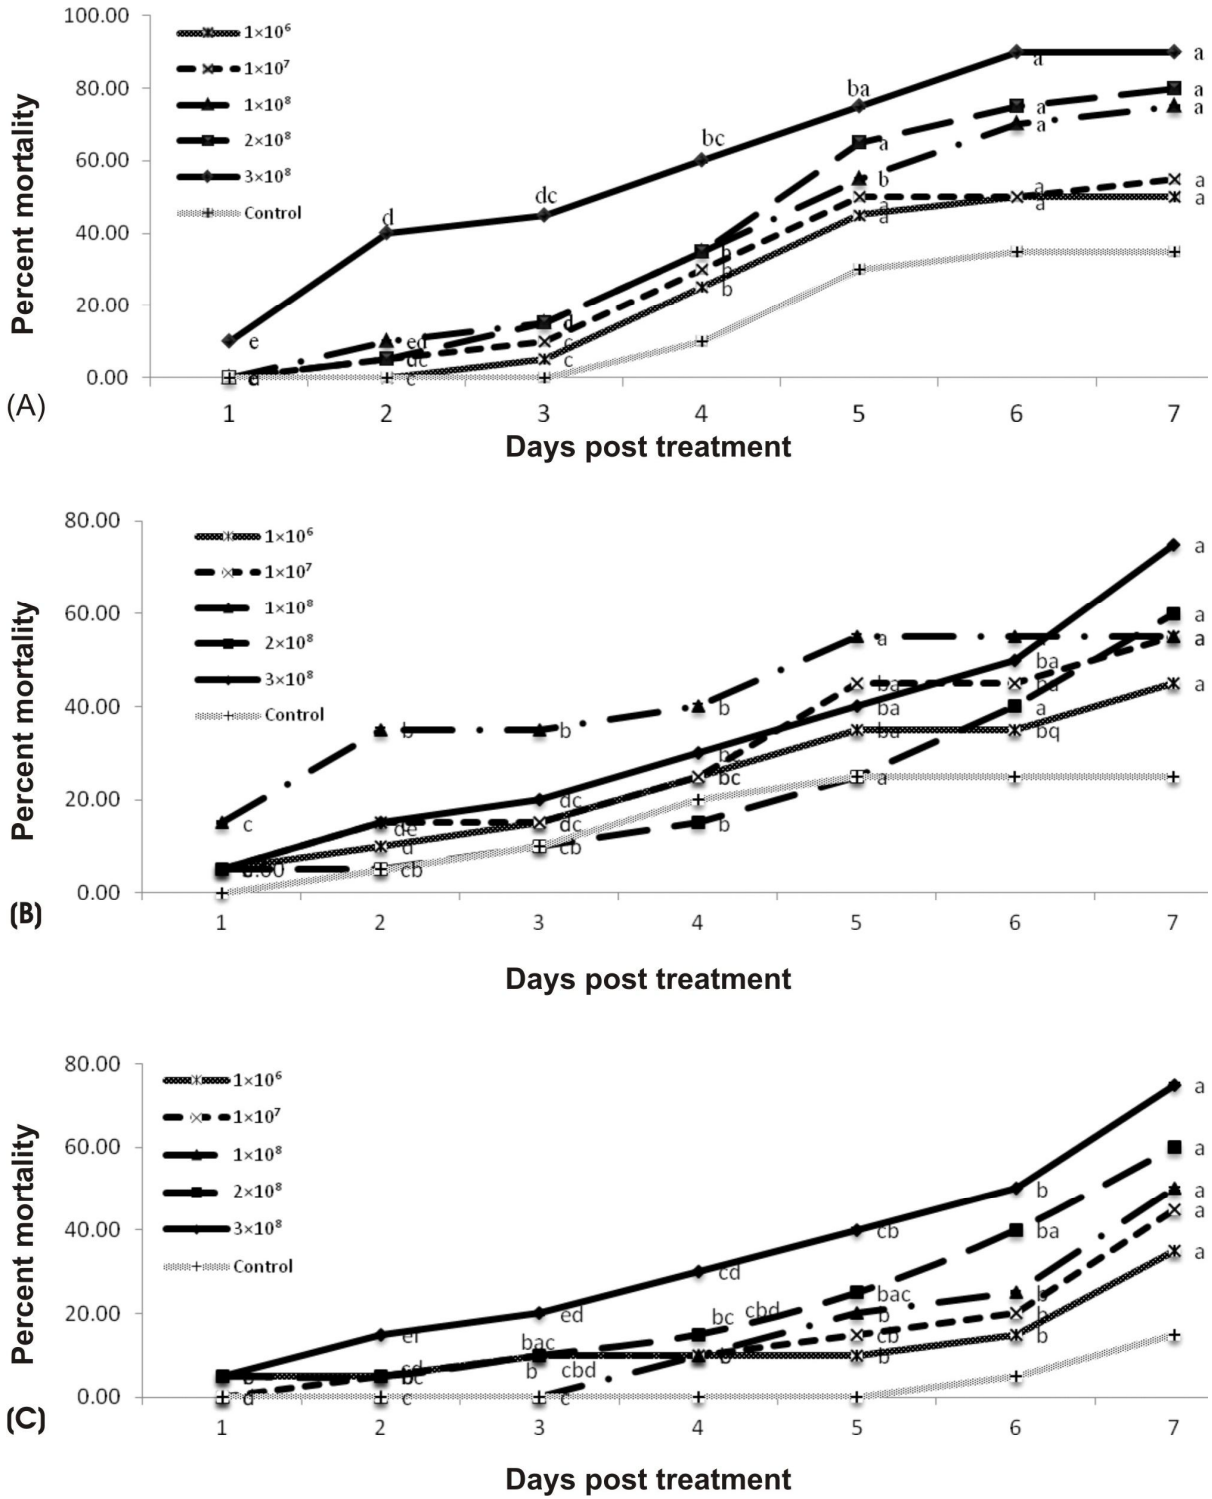 100.00
80.00
60.00
40.00
20.00
0.00
Percent mortality
1×10⁶
1×10⁷
1×10⁸
2×10⁸
3×10⁸
Control
e d dc bc ba a a
a a
a a a
b a a
a a
a a
b
b
b
d
c
c
ed
dc
c
(A)
1 2 3 4 5 6 7
Days post treatment
80.00
60.00
40.00
20.00
0.00
Percent mortality
1×10⁶
1×10⁷
1×10⁸
2×10⁸
3×10⁸
Control
a
a
a a
ba
ba
ba a a
bq
b b b
b
dc bc
c
de dc
d cb b a
cb
(B)
1 2 3 4 5 6 7
Days post treatment
80.00
60.00
40.00
20.00
0.00
Percent mortality
1×10⁶
1×10⁷
1×10⁸
2×10⁸
3×10⁸
Control
a
a
b a
cb ba a
cd
ed bac b a
bc cbd b b
bac cb b
b cbd b b
cd
d c c
(C)
1 2 3 4 5 6 7
Days post treatment